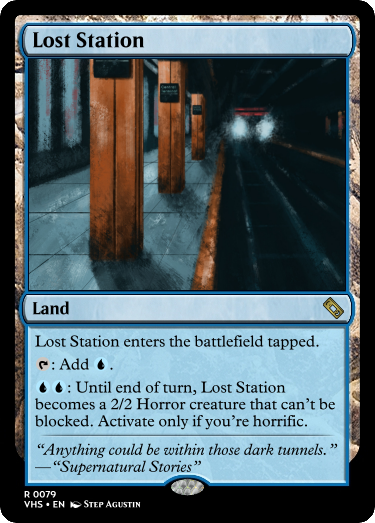 Lost Station
Land
Lost Station enters the battlefield tapped.
: Add .
: Until end of turn, Lost Station
becomes a 2/2 Horror creature that can't be
blocked. Activate only if you're horrific.
"Anything could be within those dark tunnels."
—"Supernatural Stories"
R 0079
VHS • EN Step Agustin